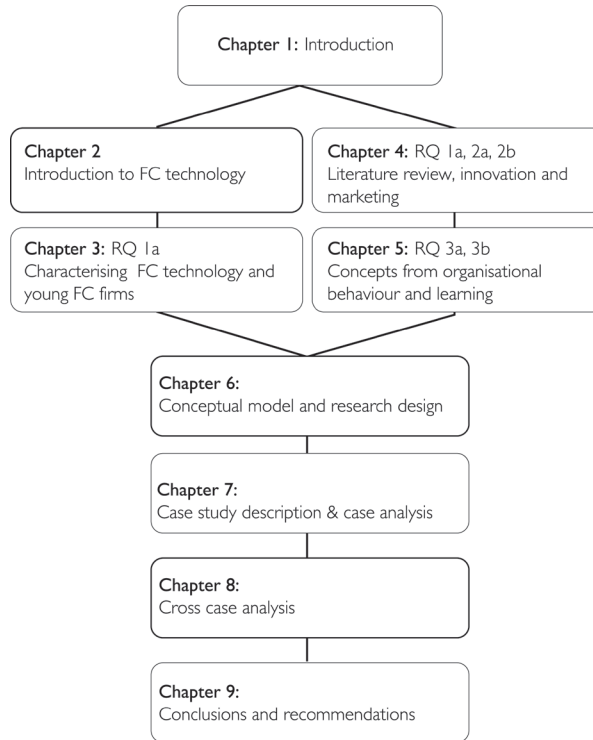 Chapter 1: Introduction
Chapter 2
Introduction to FC technology
Chapter 3: RQ 1a
Characterising FC technology and
young FC firms
Chapter 4: RQ 1a, 2a, 2b
Literature review, innovation and
marketing
Chapter 5: RQ 3a, 3b
Concepts from organisational
behaviour and learning
Chapter 6:
Conceptual model and research design
Chapter 7:
Case study description & case analysis
Chapter 8:
Cross case analysis
Chapter 9:
Conclusions and recommendations